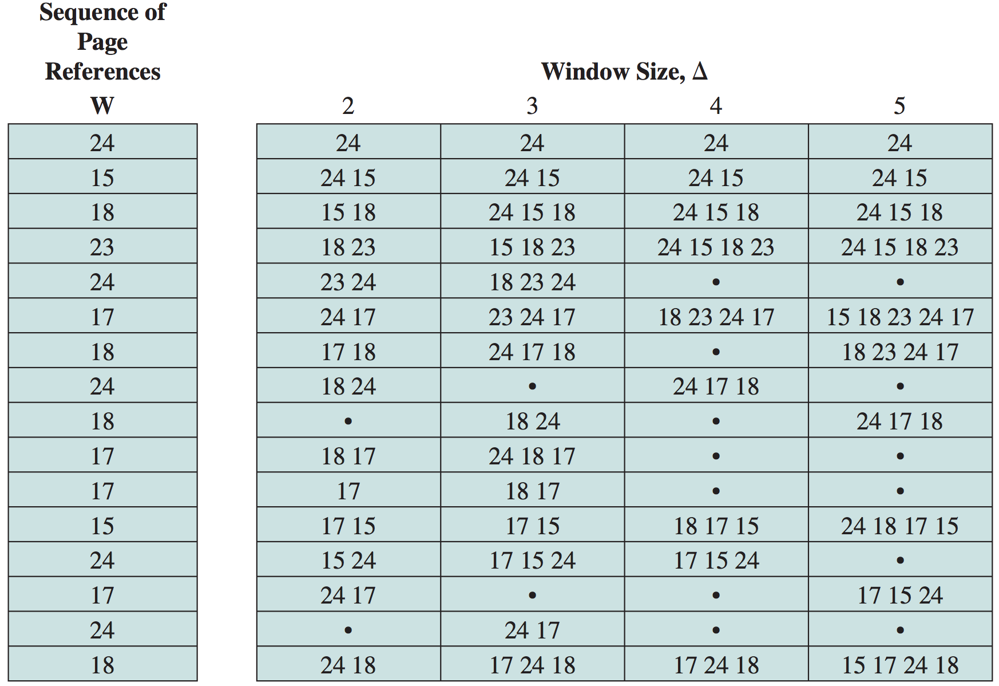 Sequence of
Page
References
W
Window Size, Δ
2 3 4 5
24 24 24 24 24
15 24 15 24 15 24 15 24 15
18 15 18 24 15 18 24 15 18 24 15 18
23 18 23 15 18 23 24 15 18 23 24 15 18 23
24 23 24 18 23 24 • •
17 24 17 23 24 17 18 23 24 17 15 18 23 24 17
18 17 18 24 17 18 • 18 23 24 17
24 18 24 • 24 17 18 •
18 • 18 24 • 24 17 18
17 18 17 24 18 17 • •
17 17 18 17 • •
15 17 15 17 15 18 17 15 24 18 17 15
24 15 24 17 15 24 17 15 24 •
17 24 17 • • 17 15 24
24 • 24 17 • •
18 24 18 17 24 18 17 24 18 15 17 24 18